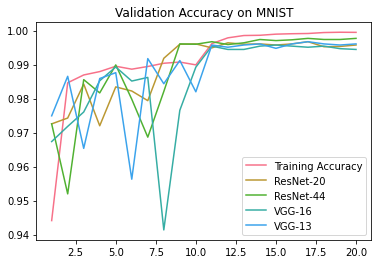 Validation Accuracy on MNIST
1.00
0.99
0.98
0.97
0.96
0.95
0.94
Training Accuracy
ResNet-20
ResNet-44
VGG-16
VGG-13
2.5 5.0 7.5 10.0 12.5 15.0 17.5 20.0